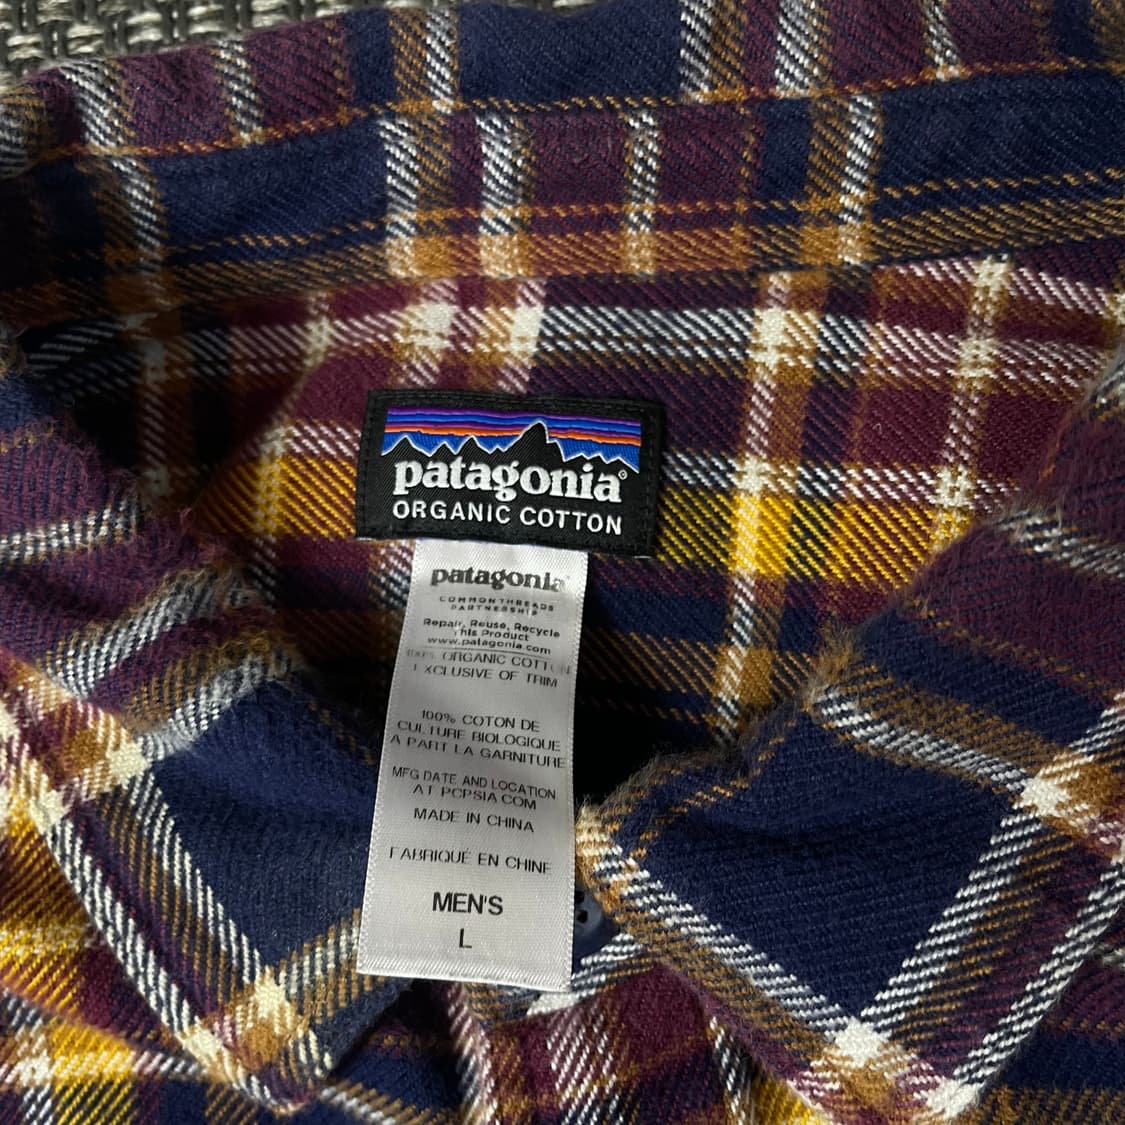 patagonia®
ORGANIC COTTON
patagonia
COMMON THREADS
PARTNERSHIP
Repair, Reuse, Recycle
This Product
www.patagonia.com
100% ORGANIC COTTON
EXCLUSIVE OF TRIM
100% COTON DE
CULTURE BIOLOGIQUE
A PART LA GARNITURE
MFG DATE AND LOCATION
AT PCPSIA COM
MADE IN CHINA
FABRIQUÉ EN CHINE
MEN'S
L